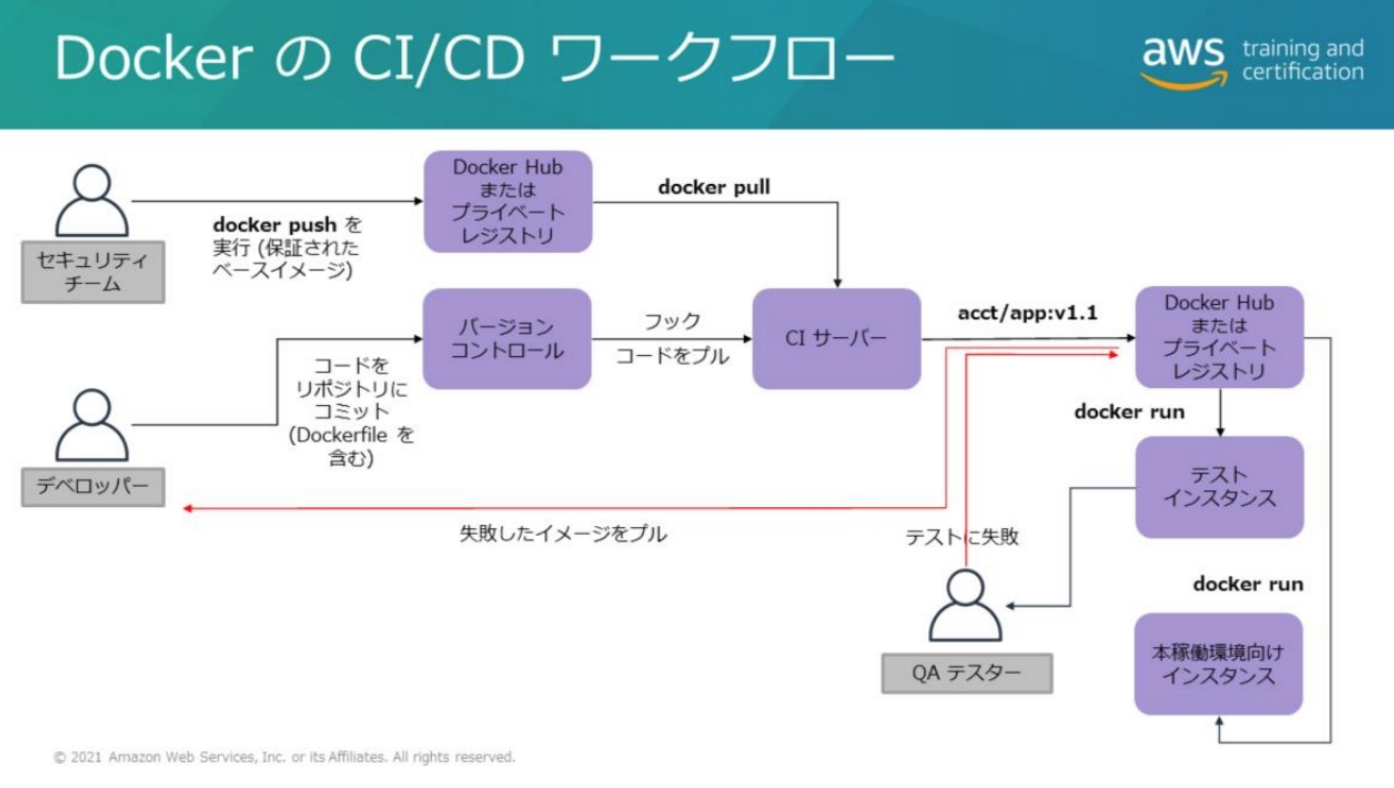 Docker の CI/CD ワークフロー
aws training and
certification
Docker Hub
または
プライベート
レジストリ
docker pull
docker push を
実行 (保証された
ベースイメージ)
セキュリティ
チーム
バージョン
コントロール
フック
コードをプル
CI サーバー
acct/app:v1.1
Docker Hub
または
プライベート
レジストリ
コードを
リポジトリに
コミット
(Dockerfile を
含む)
docker run
デベロッパー
テスト
インスタンス
失敗したイメージをプル
テストに失敗
docker run
本稼働環境向け
インスタンス
QA テスター
© 2021 Amazon Web Services, Inc. or its Affiliates. All rights reserved.